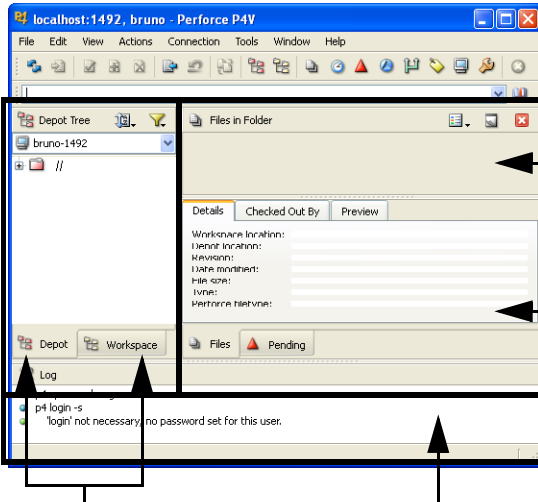 localhost:1492, bruno - Perforce P4V
File Edit View Actions Connection Tools Window Help
Depot Tree
Files in Folder
bruno-1492
//
Details Checked Out By Preview
Workspace location:
Depot location:
Revision:
Date modified:
File size:
Type:
Perforce filetype:
Depot Workspace
Files Pending
Log
p4 login -s
'login' not necessary, no password set for this user.